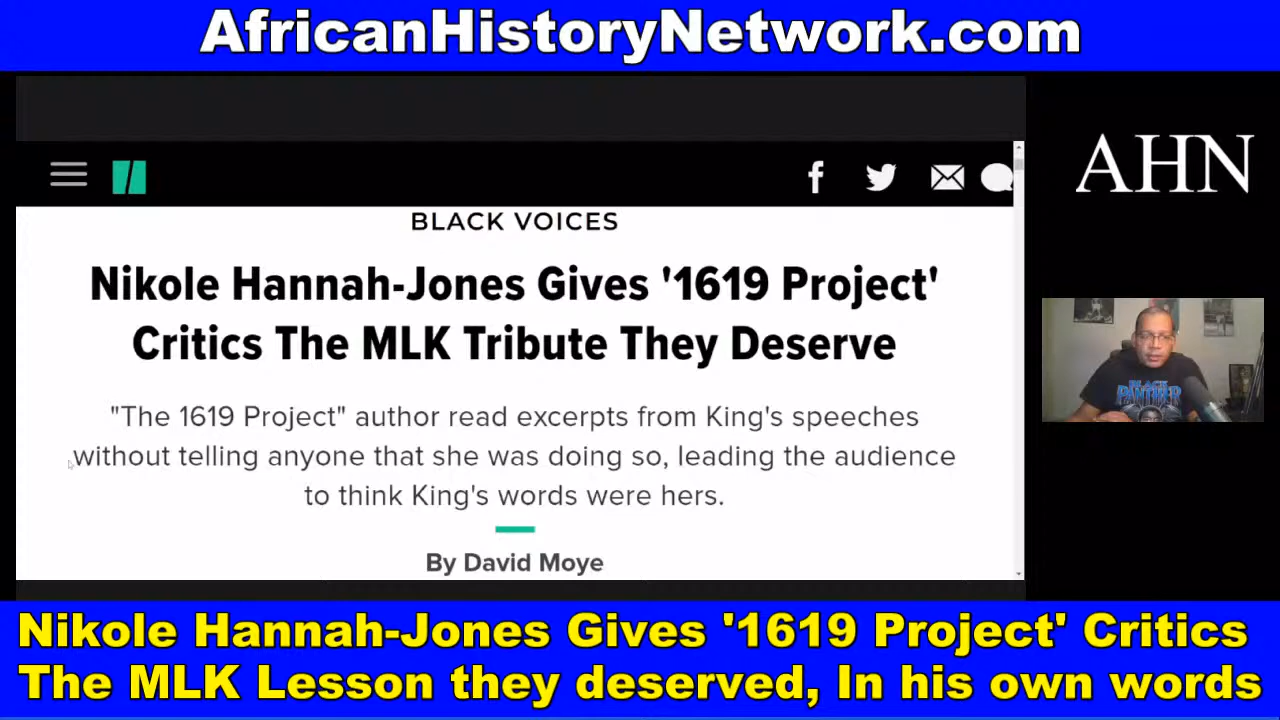 AfricanHistoryNetwork.com
AHN
BLACK VOICES
Nikole Hannah-Jones Gives '1619 Project'
Critics The MLK Tribute They Deserve
"The 1619 Project" author read excerpts from King's speeches
without telling anyone that she was doing so, leading the audience
to think King's words were hers.
By David Moye
BLACK
PANTHER
Nikole Hannah-Jones Gives '1619 Project' Critics
The MLK Lesson they deserved, In his own words